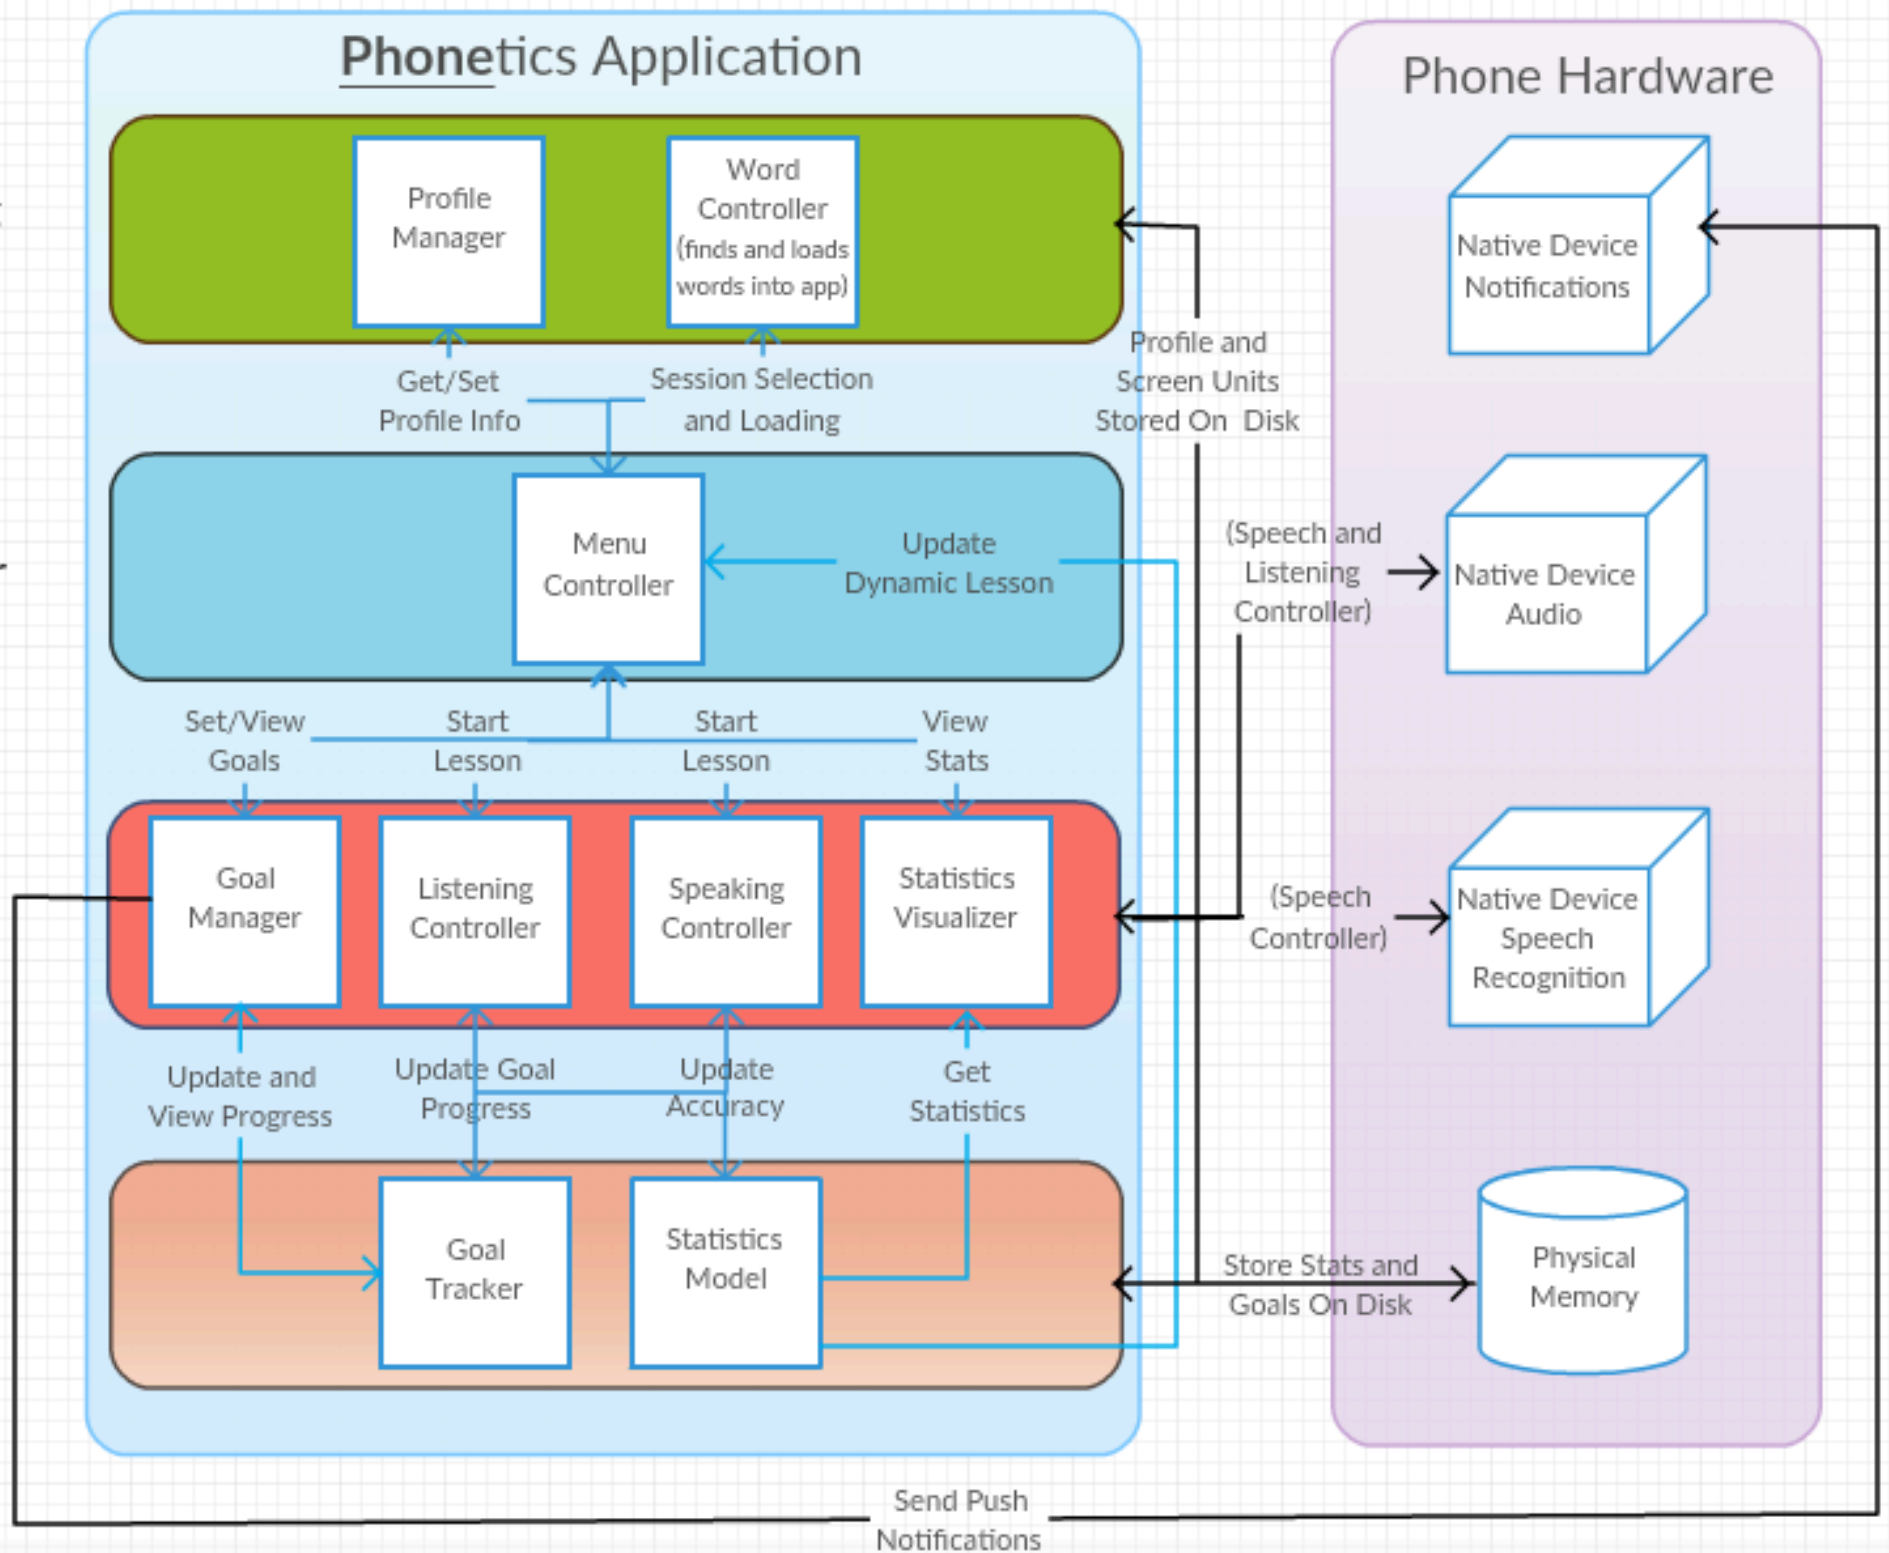 Phonetics Application
Phone Hardware
Profile
Manager
Word
Controller
(finds and loads
words into app)
Native Device
Notifications
Get/Set
Profile Info
Session Selection
and Loading
Profile and
Screen Units
Stored On Disk
Menu
Controller
Update
Dynamic Lesson
(Speech and
Listening
Controller)
Native Device
Audio
Set/View
Goals
Start
Lesson
Start
Lesson
View
Stats
Goal
Manager
Listening
Controller
Speaking
Controller
Statistics
Visualizer
(Speech
Controller)
Native Device
Speech
Recognition
Update and
View Progress
Update Goal
Progress
Update
Accuracy
Get
Statistics
Goal
Tracker
Statistics
Model
Store Stats and
Goals On Disk
Physical
Memory
Send Push
Notifications